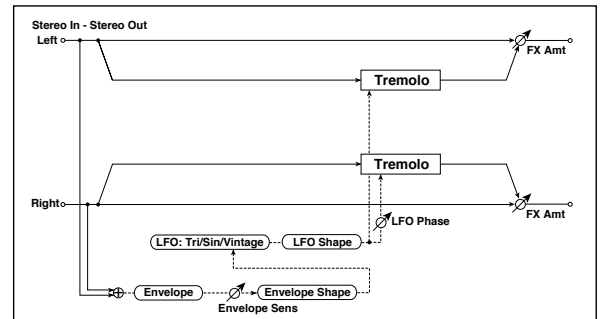 Stereo In - Stereo Out
Left
FX Amt
Tremolo
Tremolo
Right
LFO Phase
FX Amt
LFO: Tri/Sin/Vintage
LFO Shape
Envelope
Envelope Shape
Envelope Sens